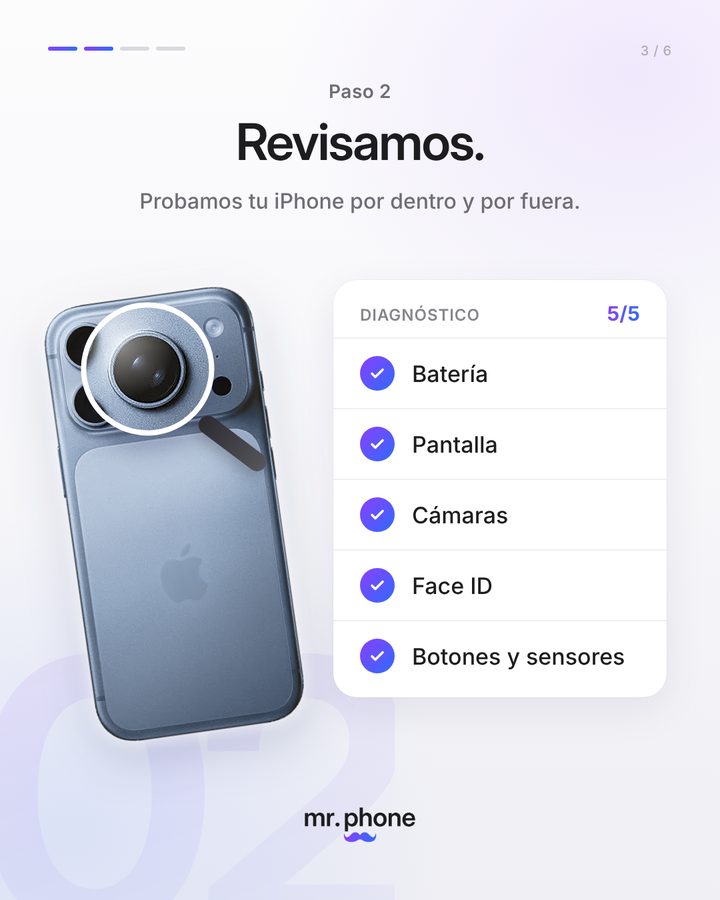 3 / 6
Paso 2
Revisamos.
Probamos tu iPhone por dentro y por fuera.
DIAGNÓSTICO 5/5
Batería
Pantalla
Cámaras
Face ID
Botones y sensores
02
mr.phone